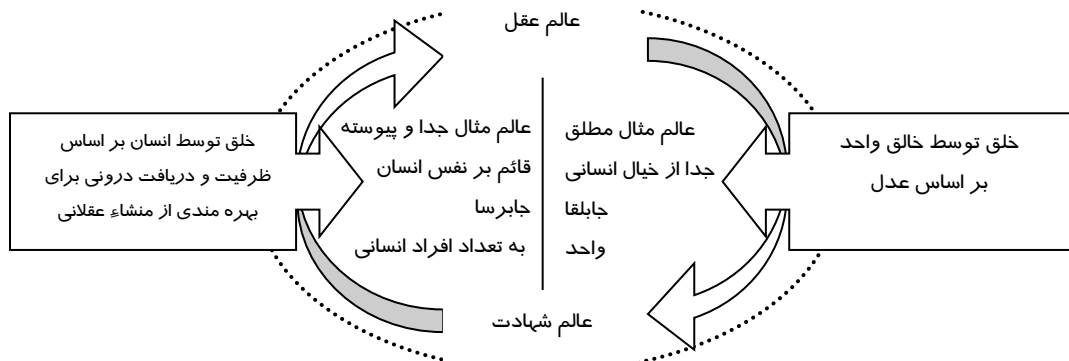 عالم عقل
خلق توسط خالق واحد
بر اساس عدل
عالم مثال مطلق
جدا از خیال انسانی
جابلقا
واحد
عالم مثال جدا و پیوسته
قائم بر نفس انسان
جابرسا
به تعداد افراد انسانی
خلق توسط انسان بر اساس
ظرفیت و دریافت درونی برای
بهره مندی از منشاءِ عقلانی
عالم شهادت